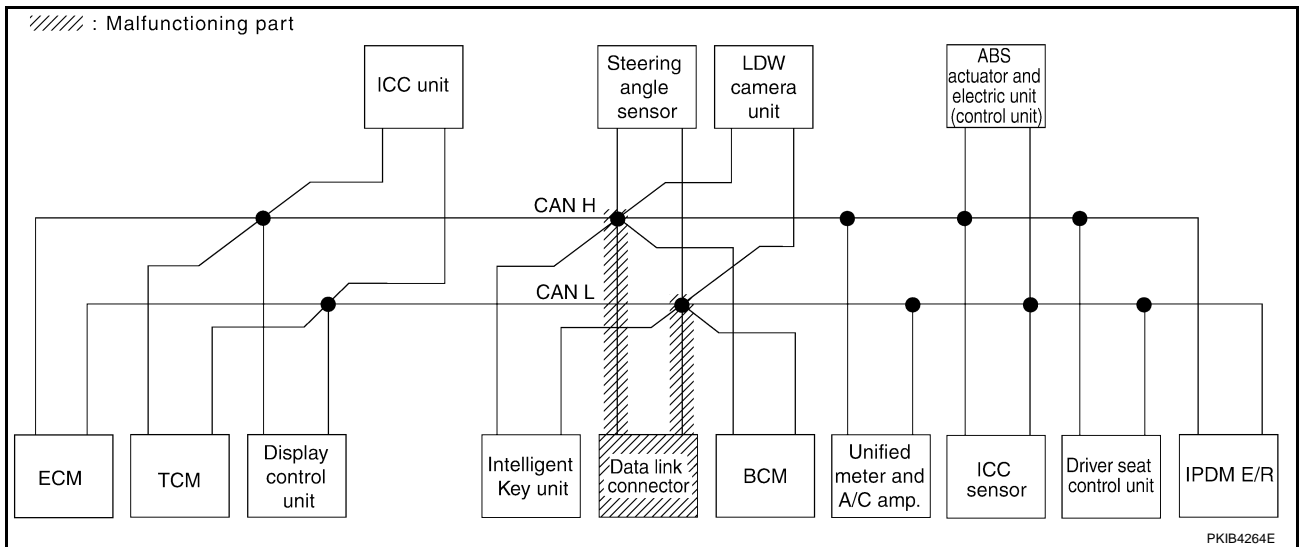 : Malfunctioning part
ICC unit
Steering
angle
sensor
LDW
camera
unit
ABS
actuator and
electric unit
(control unit)
CAN H
CAN L
ECM
TCM
Display
control
unit
Intelligent
Key unit
Data link
connector
BCM
Unified
meter and
A/C amp.
ICC
sensor
Driver seat
control unit
IPDM E/R
PKIB4264E